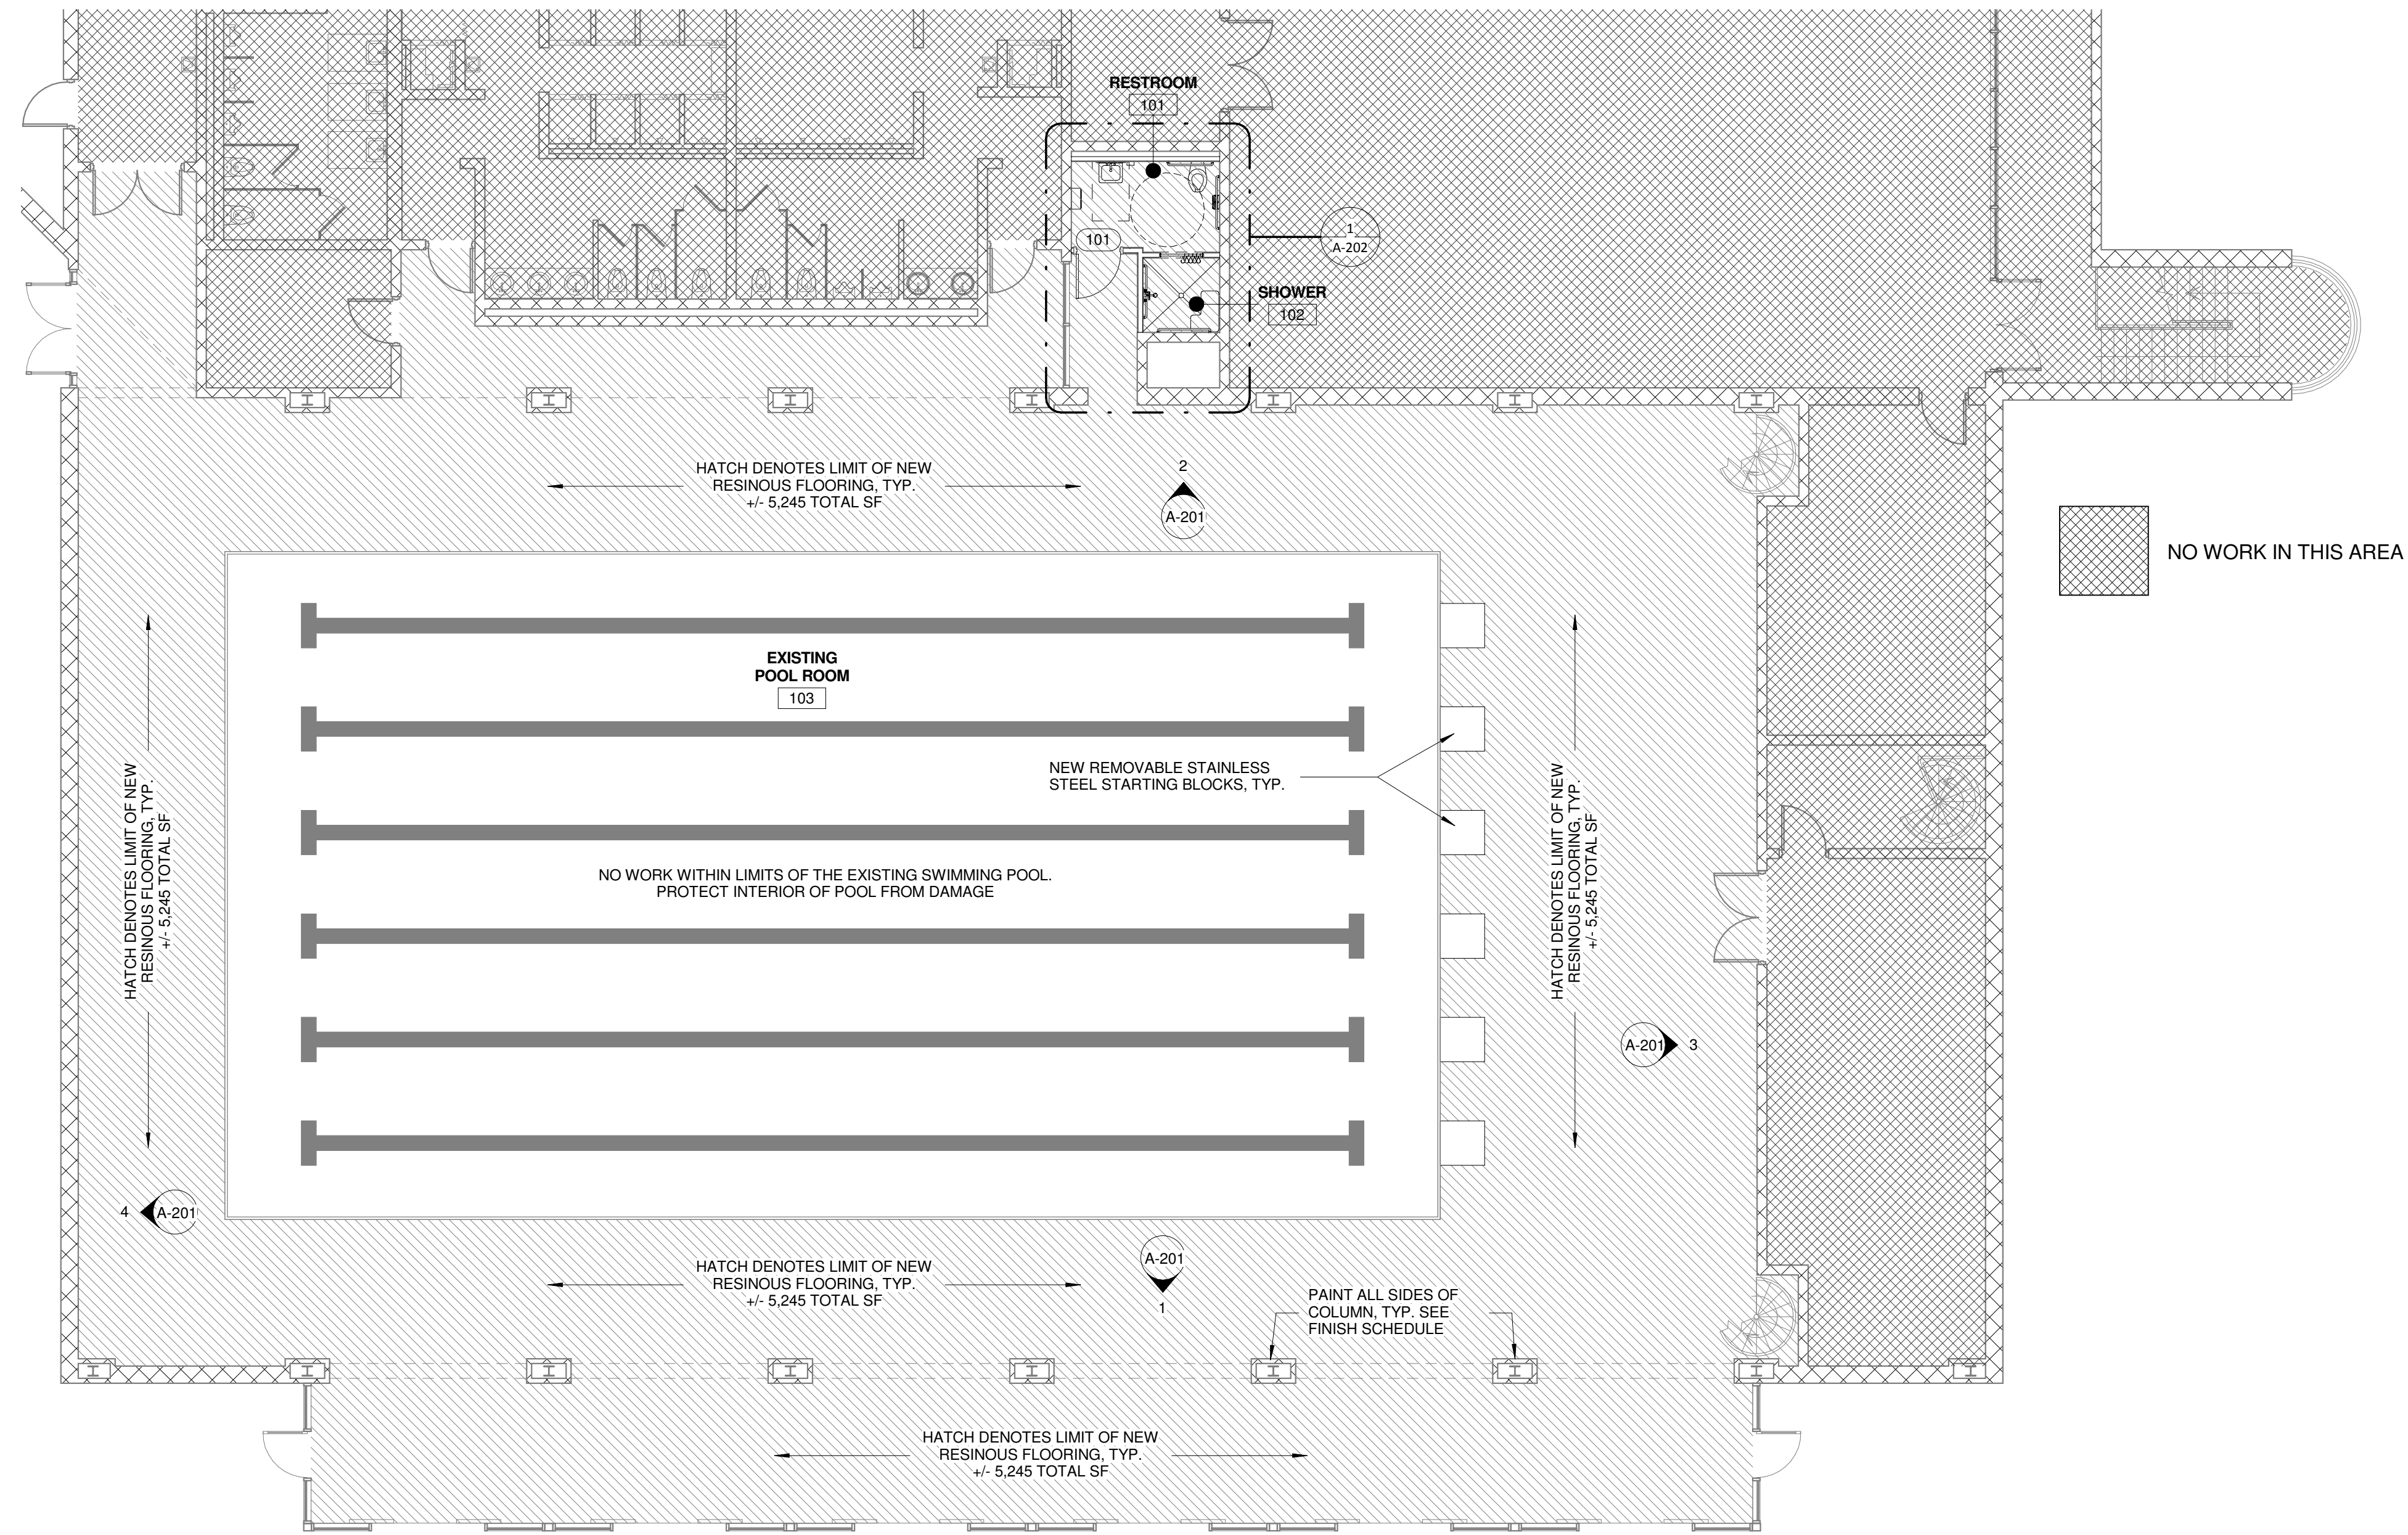 RESTROOM
101
1
A-202
101
SHOWER
102
HATCH DENOTES LIMIT OF NEW
RESINOUS FLOORING, TYP.
+/- 5,245 TOTAL SF
2
A-201
NO WORK IN THIS AREA
EXISTING
POOL ROOM
103
NEW REMOVABLE STAINLESS
STEEL STARTING BLOCKS, TYP.
HATCH DENOTES LIMIT OF NEW
RESINOUS FLOORING, TYP.
+/- 5,245 TOTAL SF
HATCH DENOTES LIMIT OF NEW
RESINOUS FLOORING, TYP.
+/- 5,245 TOTAL SF
NO WORK WITHIN LIMITS OF THE EXISTING SWIMMING POOL.
PROTECT INTERIOR OF POOL FROM DAMAGE
A-201 3
4 A-201
HATCH DENOTES LIMIT OF NEW
RESINOUS FLOORING, TYP.
+/- 5,245 TOTAL SF
A-201
1
PAINT ALL SIDES OF
COLUMN, TYP. SEE
FINISH SCHEDULE
HATCH DENOTES LIMIT OF NEW
RESINOUS FLOORING, TYP.
+/- 5,245 TOTAL SF